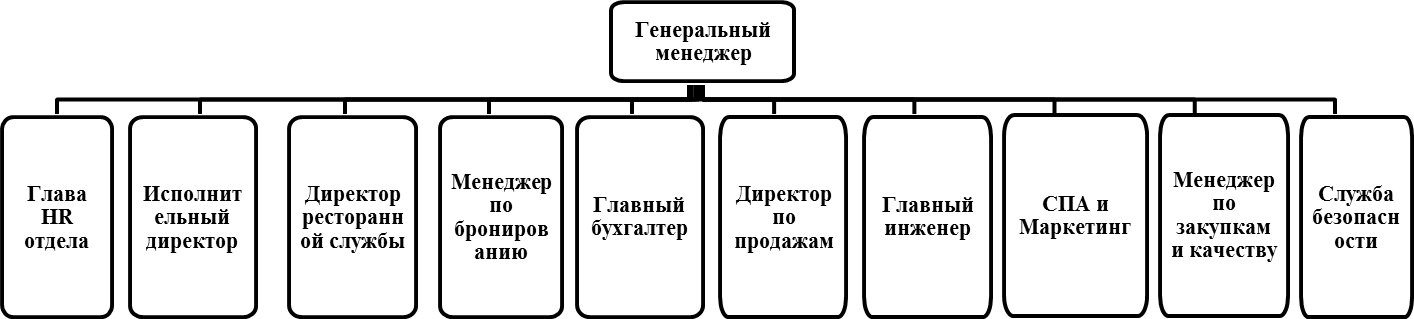 Генеральный
менеджер
Глава
HR
отдела
Исполнит
ельный
директор
Директор
ресторанн
ой службы
Менеджер
по
брониров
анию
Главный
бухгалтер
Директор
по
продажам
Главный
инженер
СПА и
Маркетинг
Менеджер
по
закупкам
и качеству
Служба
безопасн
ости